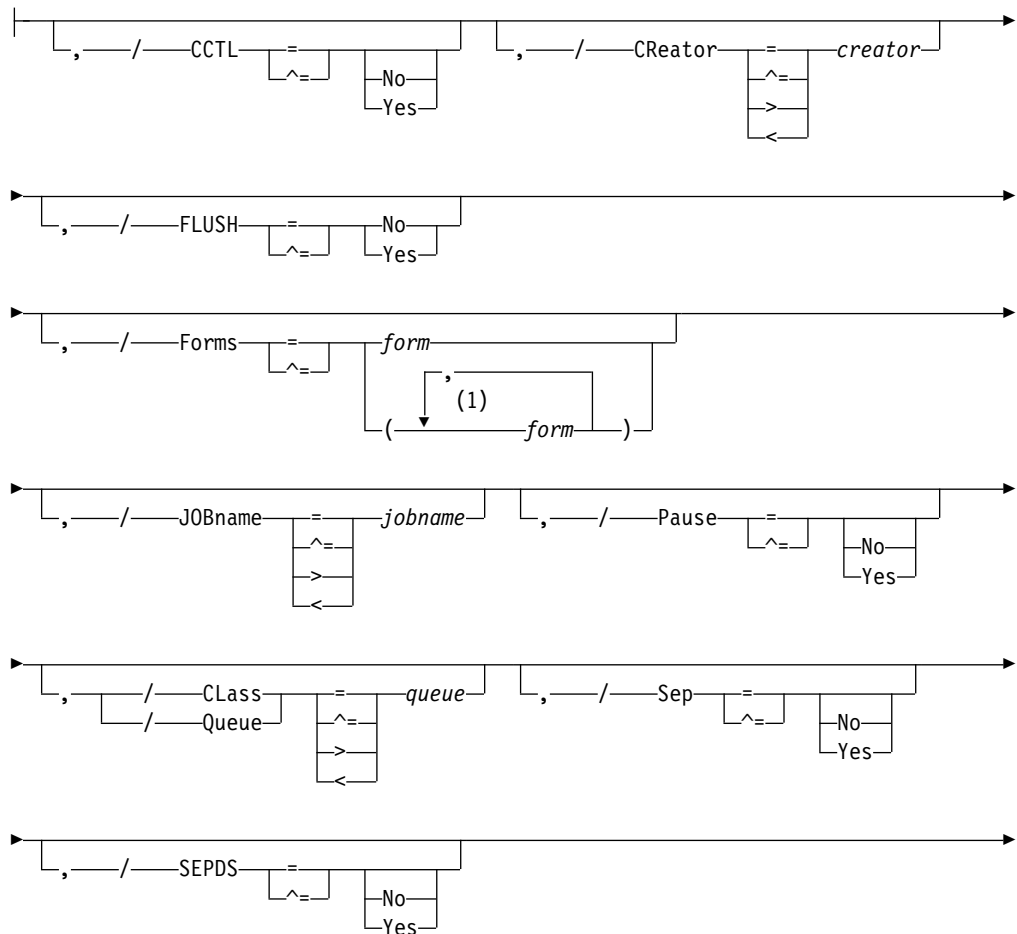 , / CCTL = , / CReator = creator
^= No ^=
Yes >
<
, / FLUSH = No
^= Yes
, / Forms = form
^= ,
(1)
( form )
, / JOBname = jobname , / Pause =
^= ^= No
> Yes
<
, / CLass = queue , / Sep =
/ Queue ^= ^= No
> Yes
<
, / SEPDS =
^= No
Yes